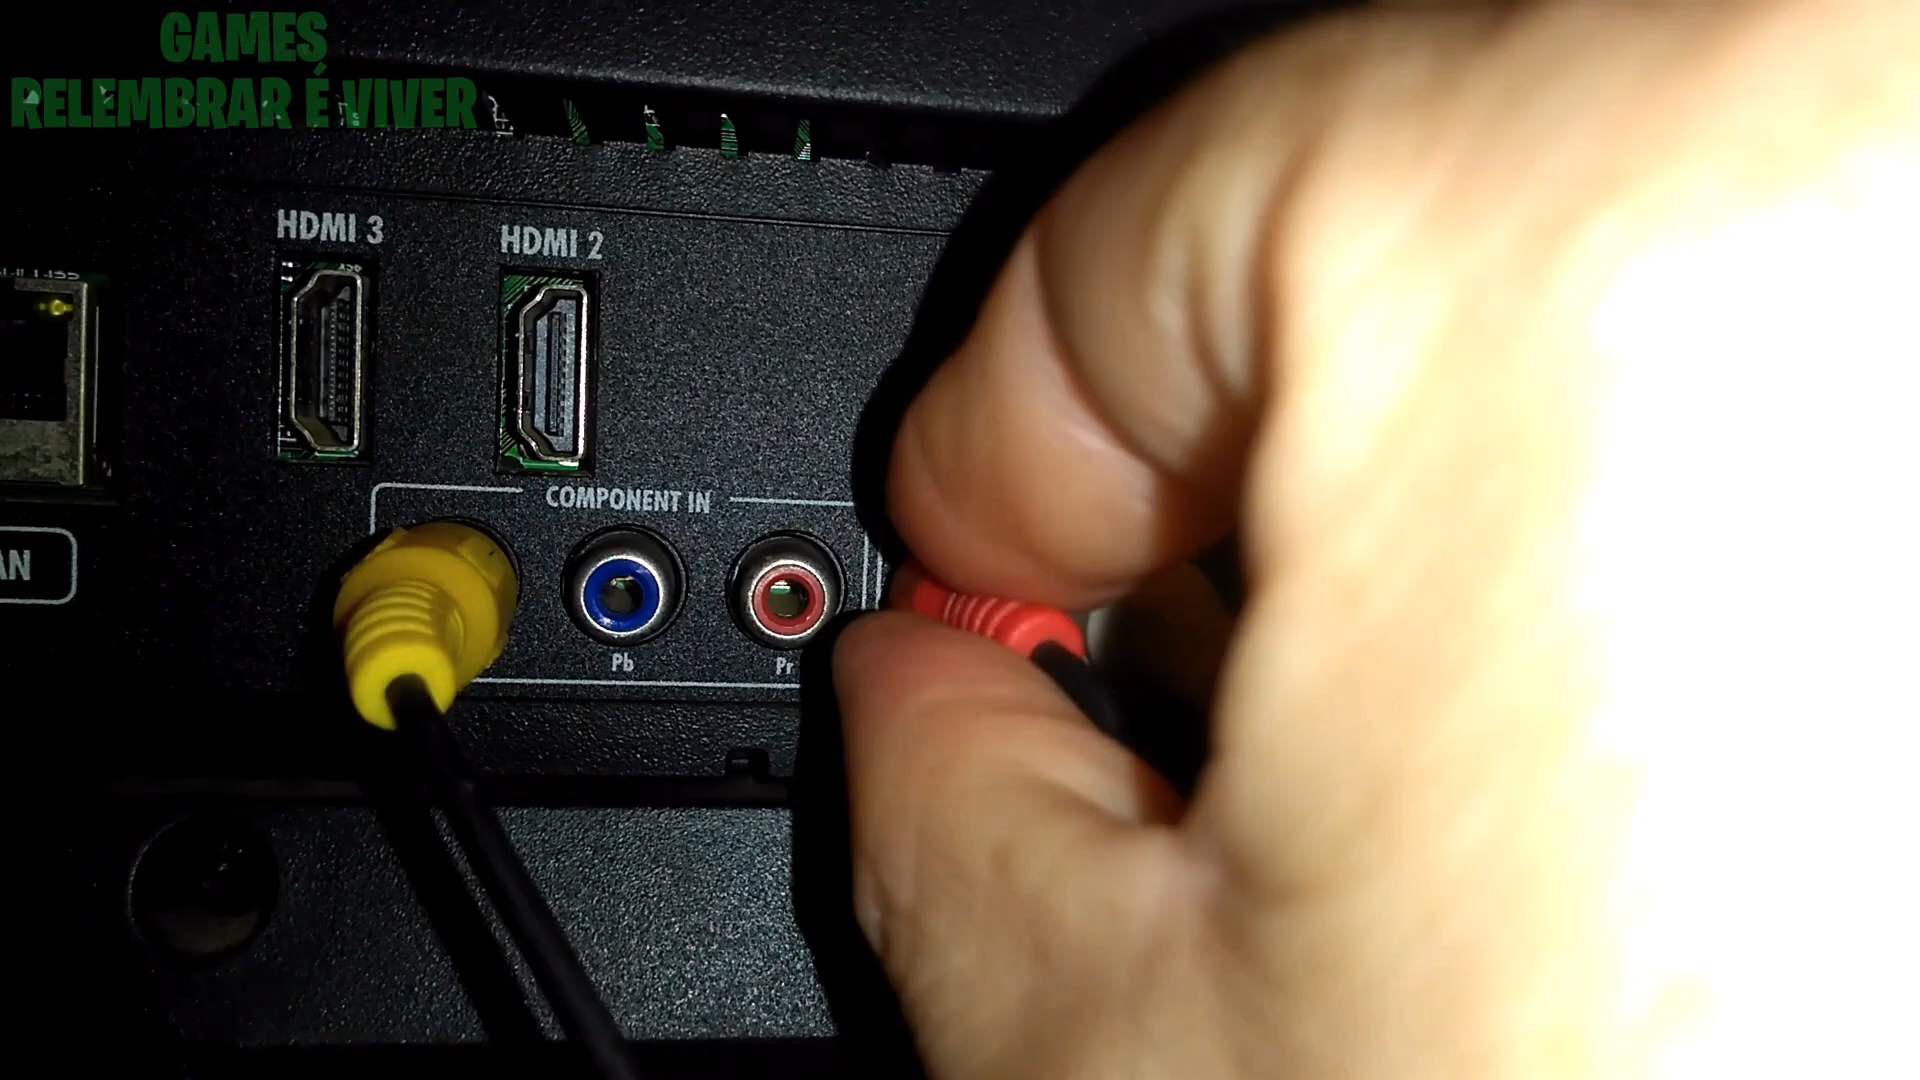 GAMES
RELEMBRAR É VIVER
HDMI 3
HDMI 2
COMPONENT IN
AN
Pb
Pr